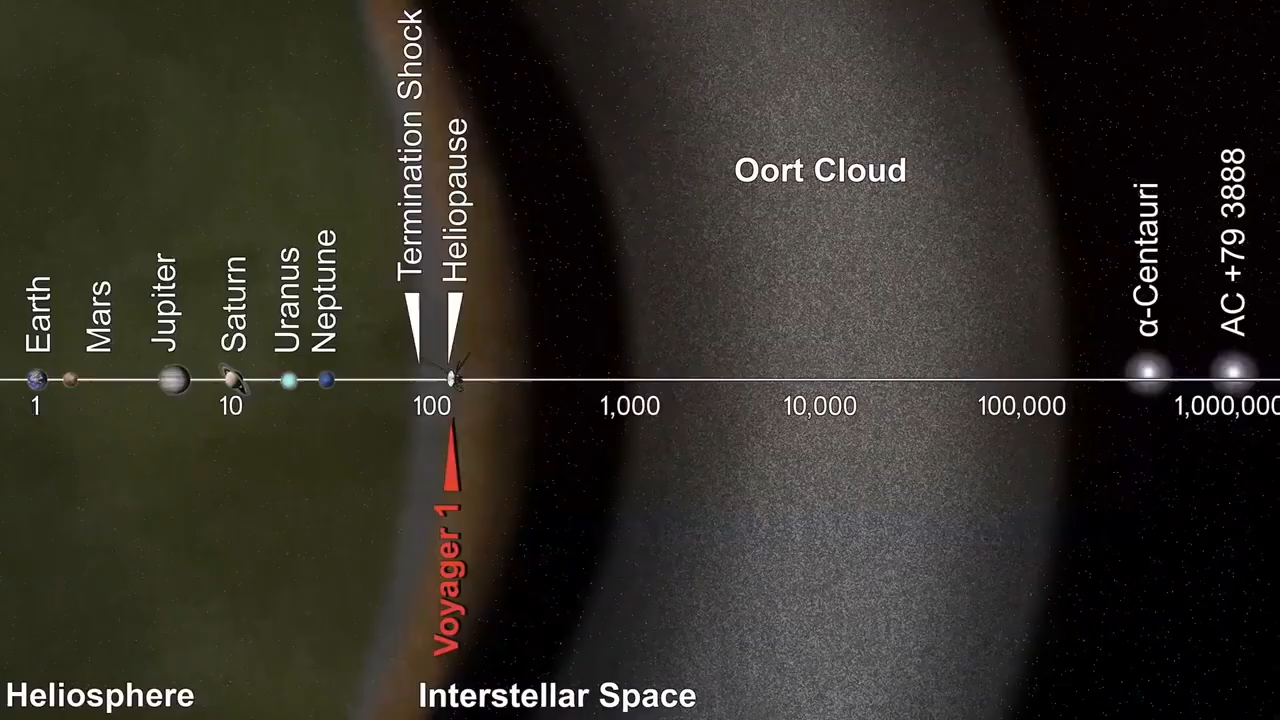 Termination Shock
Heliopause
Oort Cloud
Earth
Mars
Jupiter
Saturn
Uranus
Neptune
α-Centauri
AC +79 3888
1
10
100
1,000
10,000
100,000
1,000,000
Voyager 1
Heliosphere
Interstellar Space